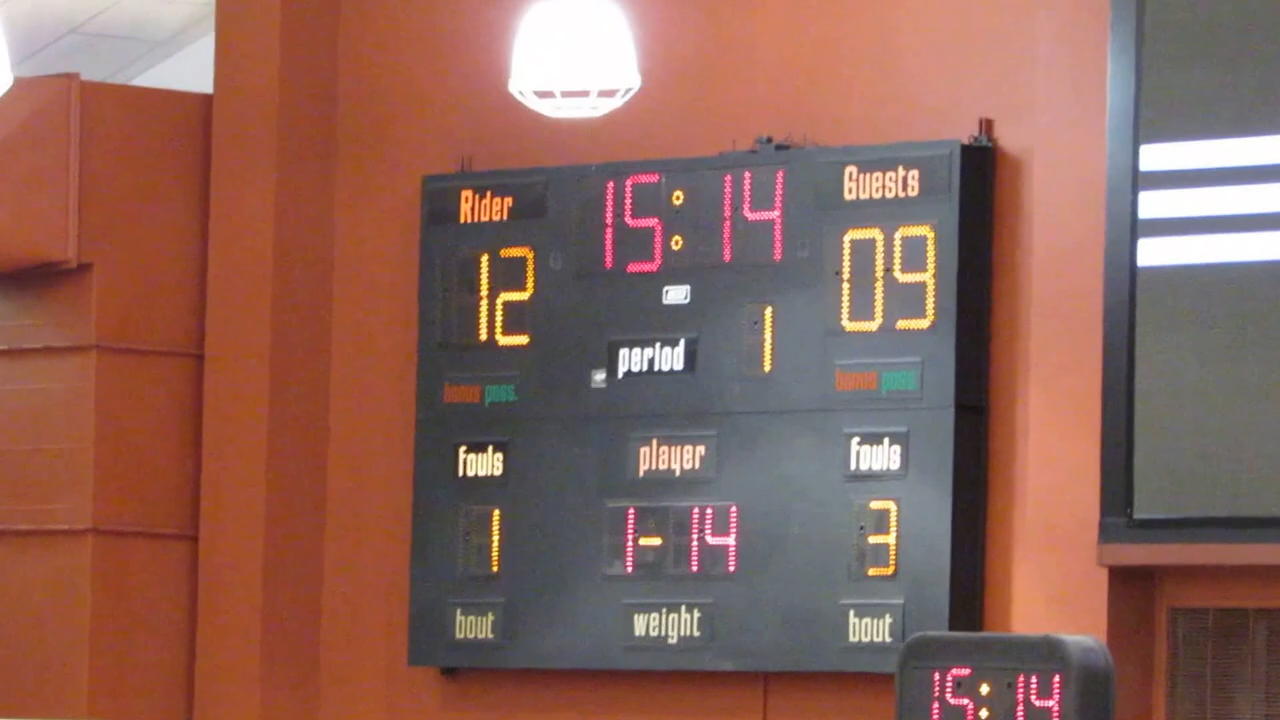 Rider 15:14 Guests
12 09
period 1
bonus poss. bonus poss.
fouls player fouls
1 1-14 3
bout weight bout
15:14